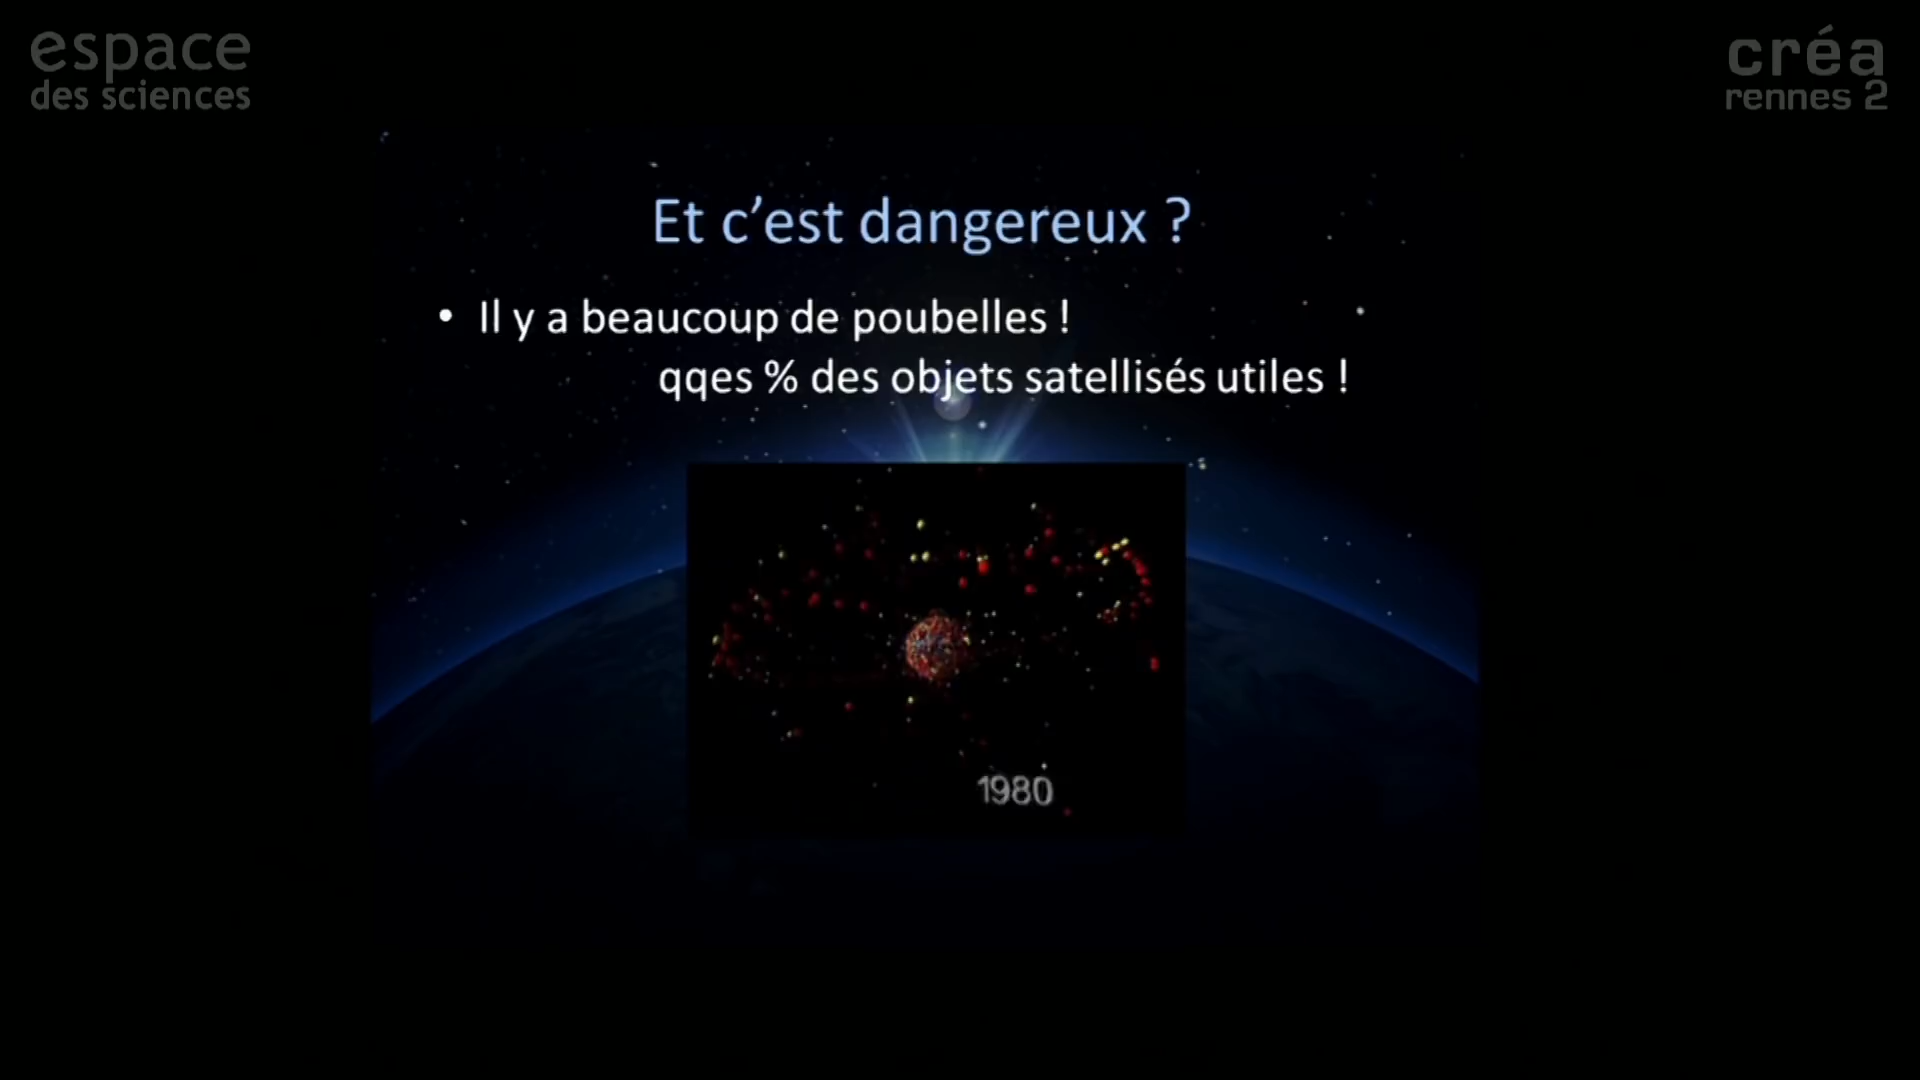 espace
des sciences
créa
rennes 2
Et c’est dangereux ?
• Il y a beaucoup de poubelles !
qqes % des objets satellisés utiles !
1980